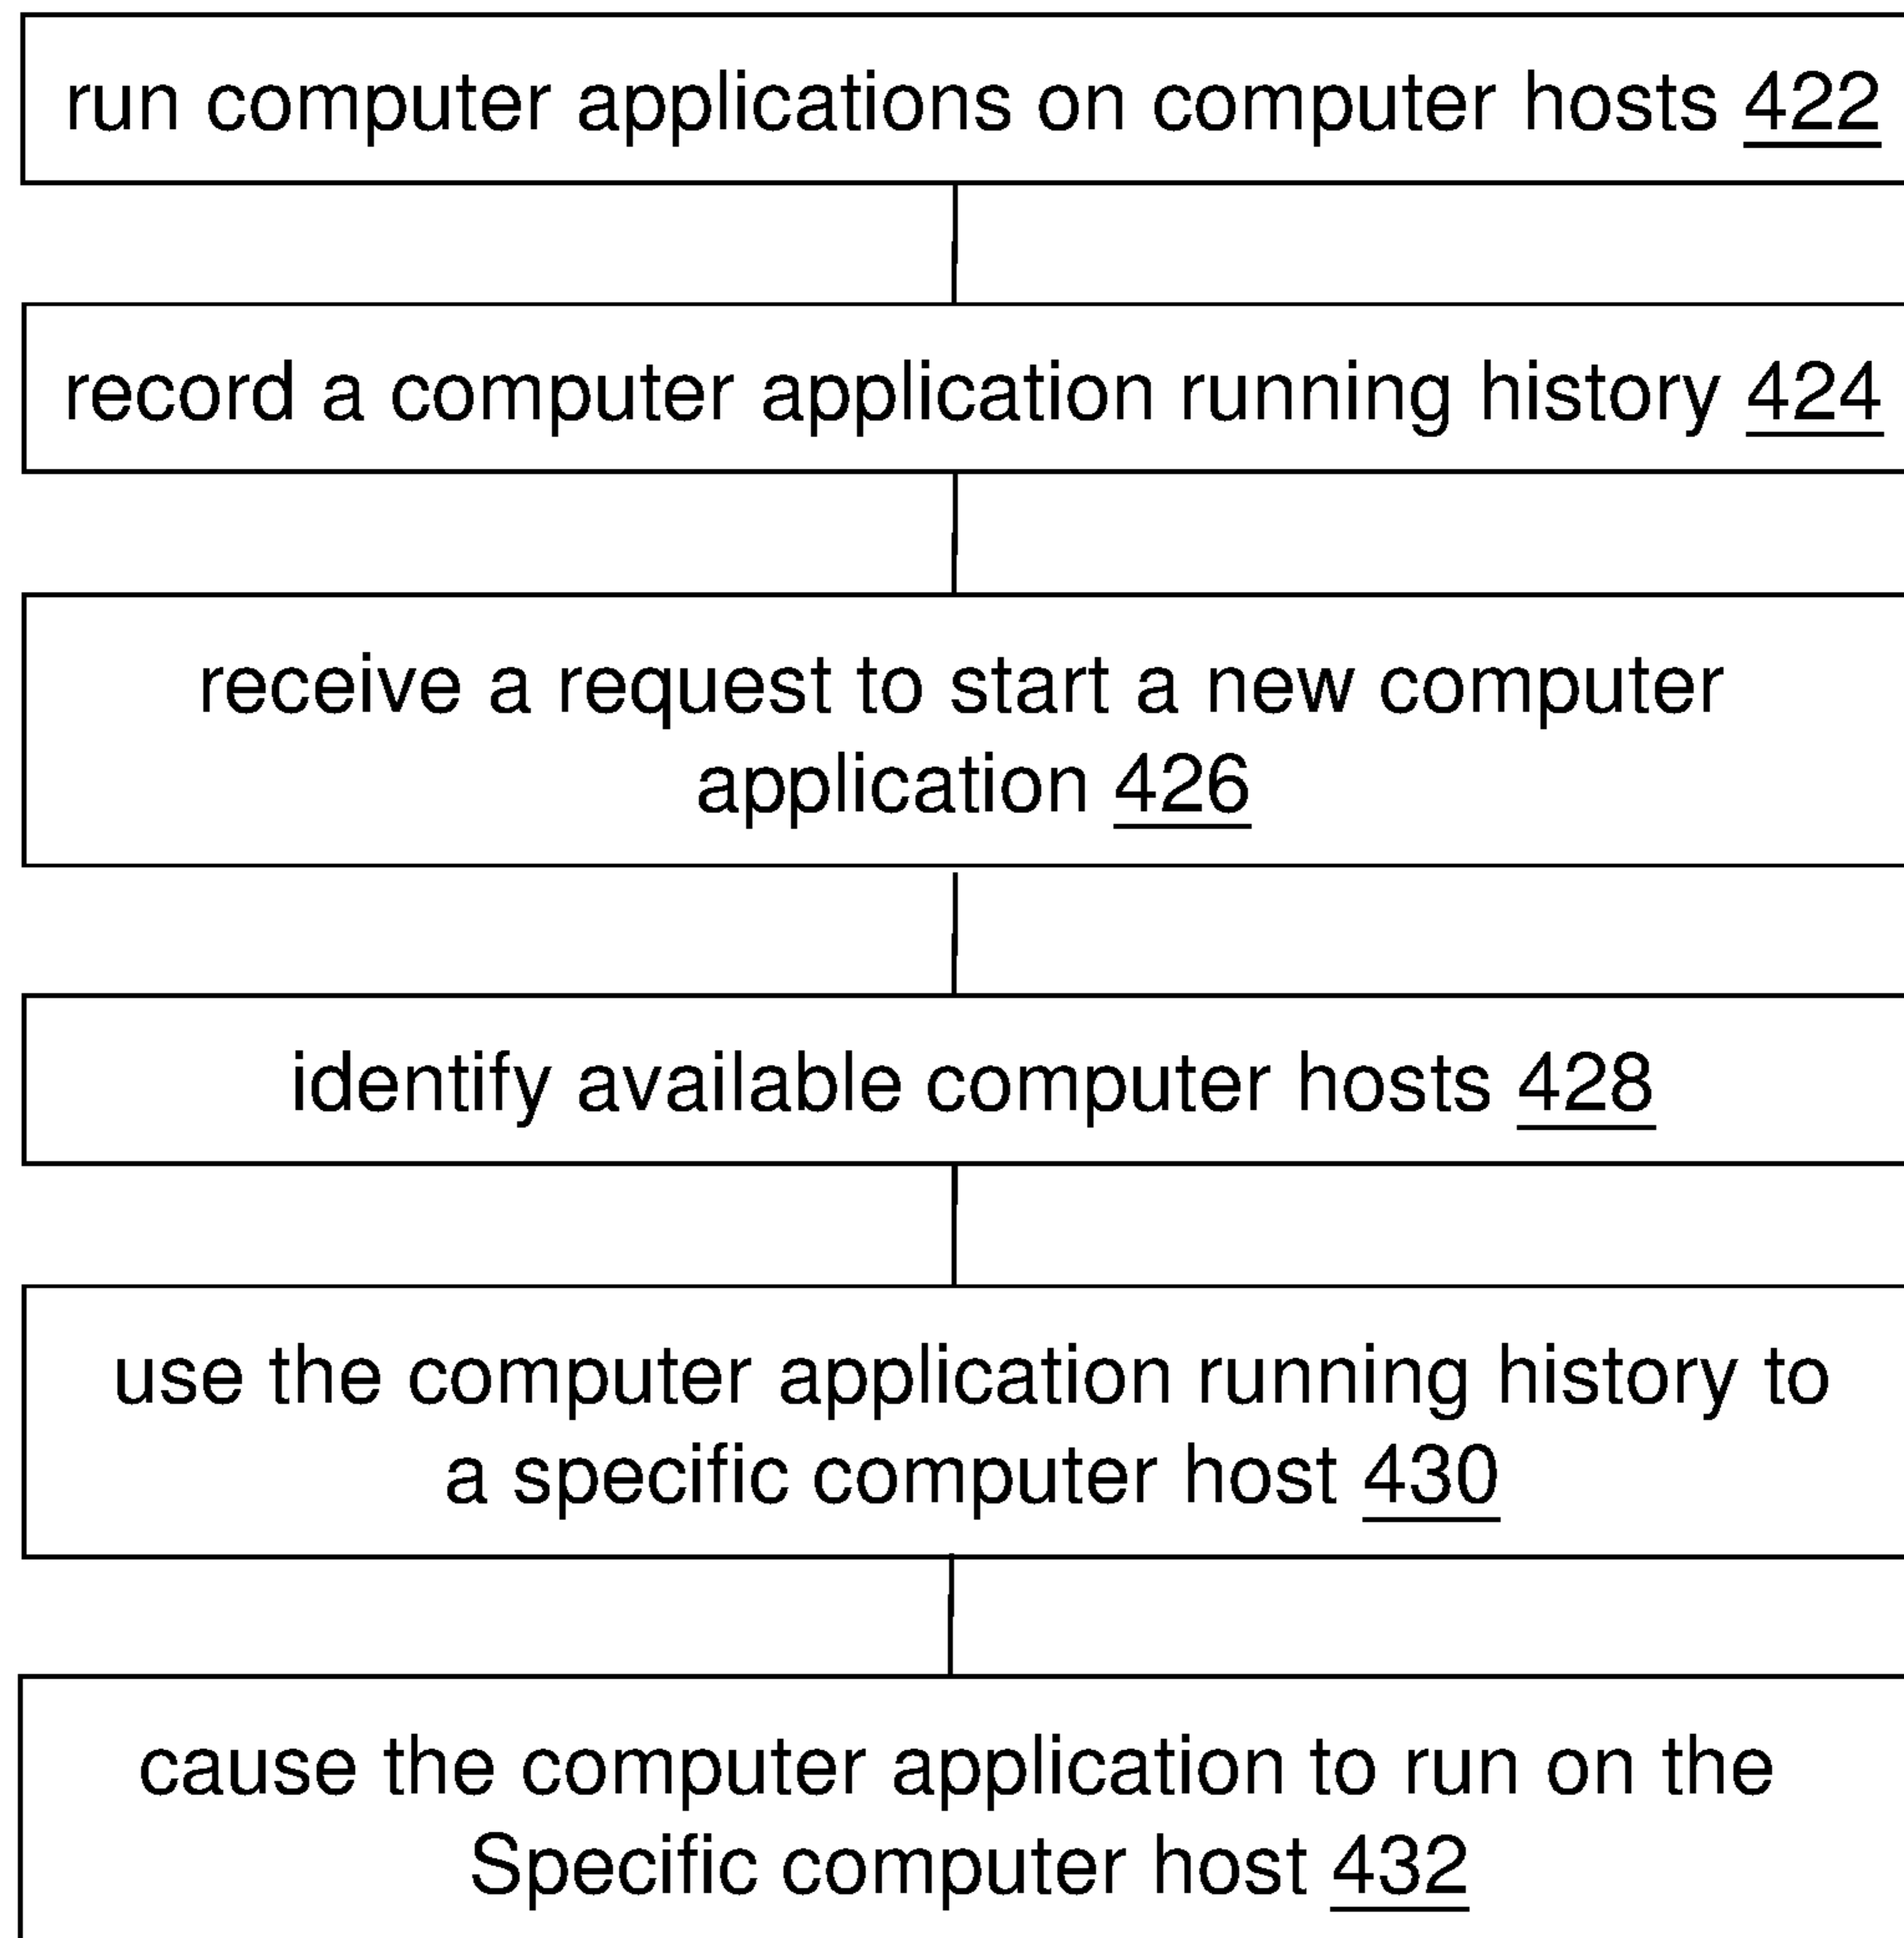 run computer applications on computer hosts 422
record a computer application running history 424
receive a request to start a new computer
application 426
identify available computer hosts 428
use the computer application running history to
a specific computer host 430
cause the computer application to run on the
Specific computer host 432